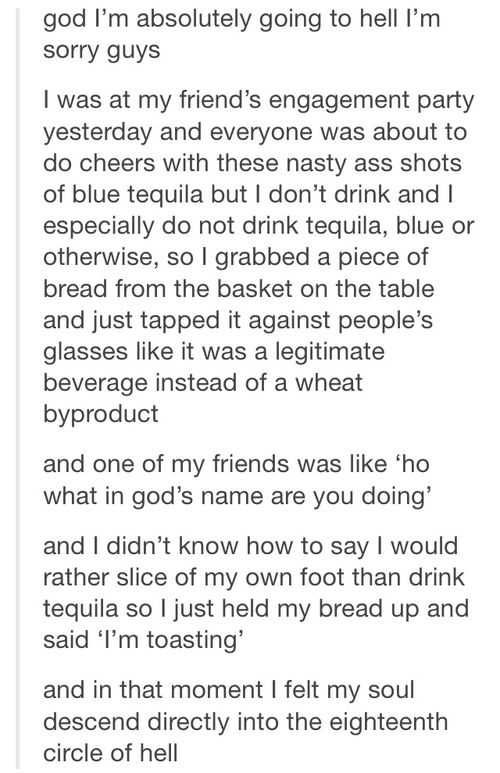 god I’m absolutely going to hell I’m
sorry guys
I was at my friend’s engagement party
yesterday and everyone was about to
do cheers with these nasty ass shots
of blue tequila but I don’t drink and I
especially do not drink tequila, blue or
otherwise, so I grabbed a piece of
bread from the basket on the table
and just tapped it against people’s
glasses like it was a legitimate
beverage instead of a wheat
byproduct
and one of my friends was like ‘ho
what in god’s name are you doing’
and I didn’t know how to say I would
rather slice of my own foot than drink
tequila so I just held my bread up and
said ‘I’m toasting’
and in that moment I felt my soul
descend directly into the eighteenth
circle of hell